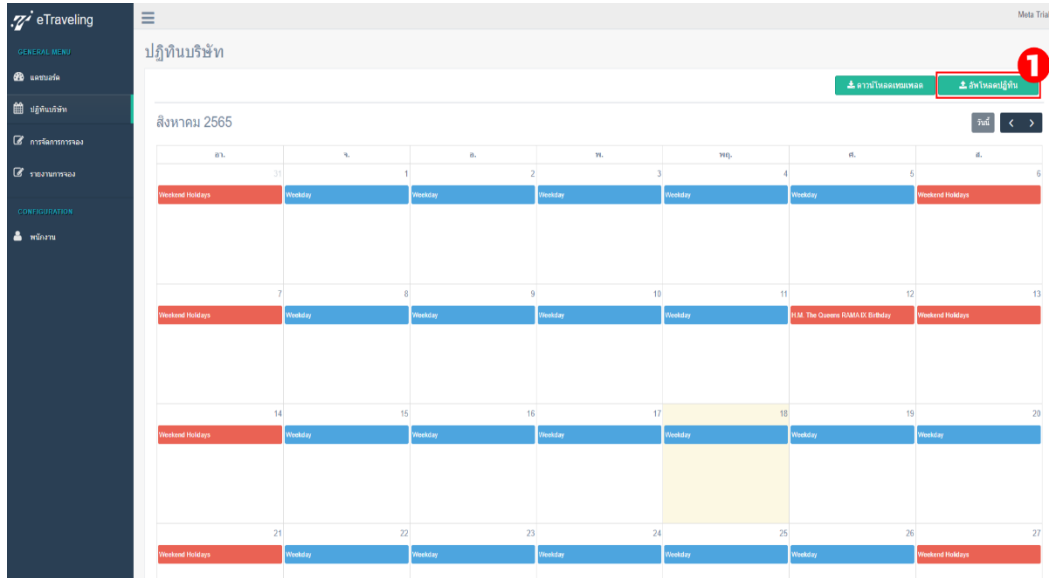 eTraveling
Meta Trial
GENERAL MENU
แดชบอร์ด
ปฏิทินบริษัท
การจัดการการจอง
รายงานการจอง
CONFIGURATION
พนักงาน
ปฏิทินบริษัท
1
ดาวน์โหลดเทมเพลต
อัพโหลดปฏิทิน
สิงหาคม 2565
วันนี้
อา. จ. อ. พ. พฤ. ศ. ส.
31 1 2 3 4 5 6
Weekend Holidays Weekday Weekday Weekday Weekday Weekday Weekend Holidays
7 8 9 10 11 12 13
Weekend Holidays Weekday Weekday Weekday Weekday H.M. The Queens RAMA IX Birthday Weekend Holidays
14 15 16 17 18 19 20
Weekend Holidays Weekday Weekday Weekday Weekday Weekday Weekday
21 22 23 24 25 26 27
Weekend Holidays Weekday Weekday Weekday Weekday Weekday Weekend Holidays